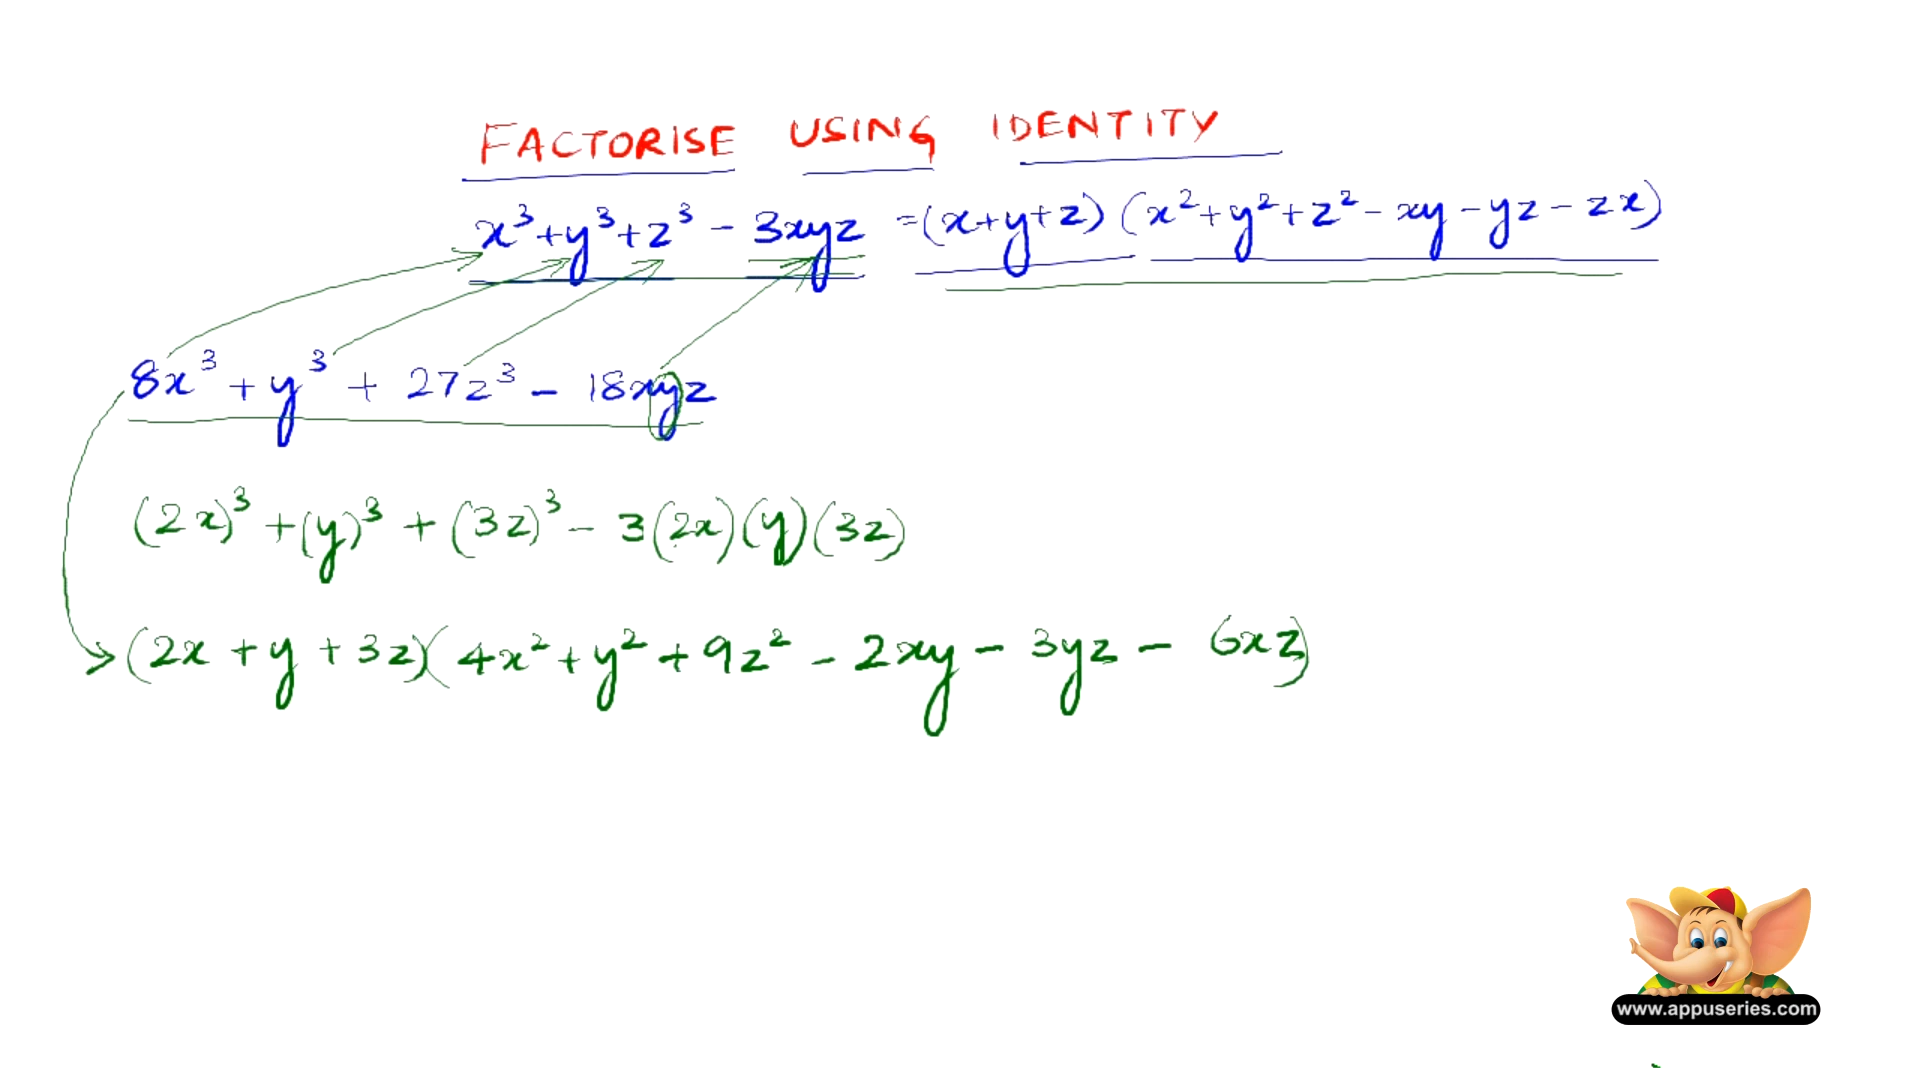 FACTORISE USING IDENTITY
x³+y³+z³ - 3xyz =(x+y+z) (x²+y²+z²-xy-yz-zx)
8x³ + y³ + 27z³ - 18xyz
(2x)³ +(y)³ + (3z)³- 3(2x)(y)(3z)
(2x +y +3z)(4x²+y²+9z² -2xy- 3yz- 6xz)
www.appuseries.com